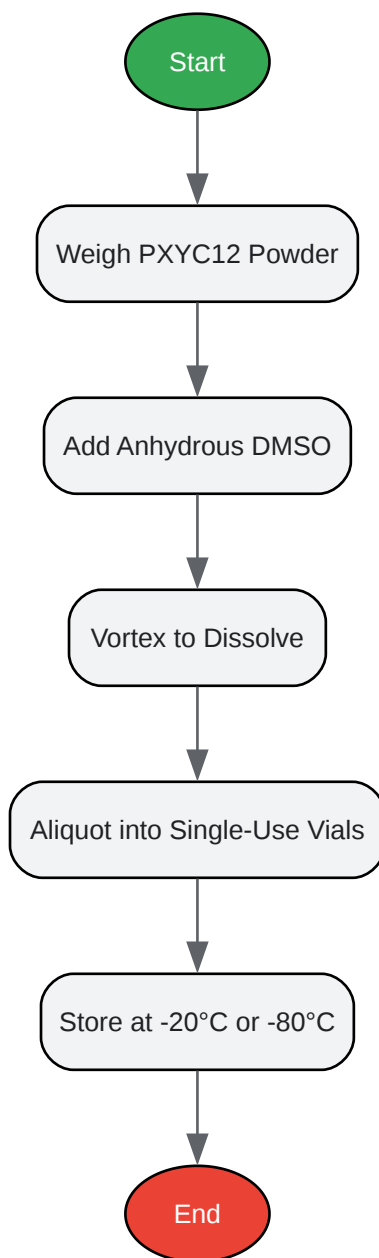 Start
Weigh PXYC12 Powder
Add Anhydrous DMSO
Vortex to Dissolve
Aliquot into Single-Use Vials
Store at -20°C or -80°C
End